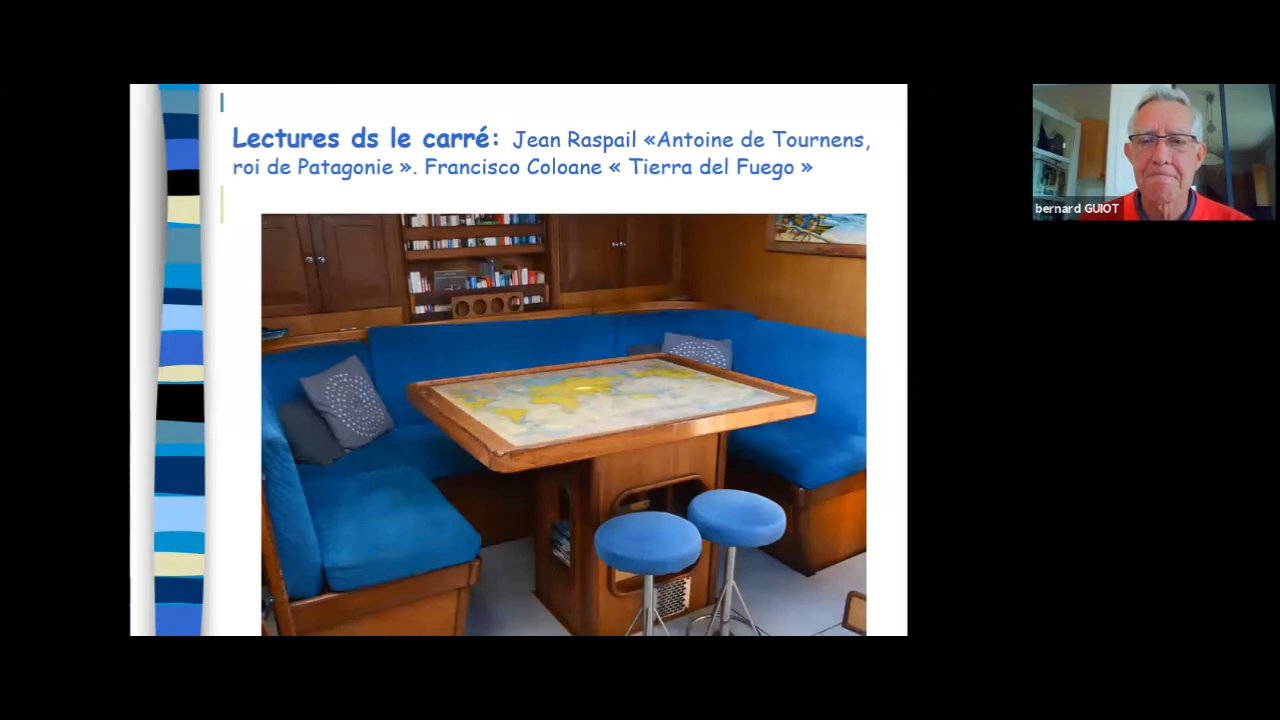 Lectures ds le carré: Jean Raspail «Antoine de Tournens,
roi de Patagonie ». Francisco Coloane « Tierra del Fuego »
bernard GUIOT